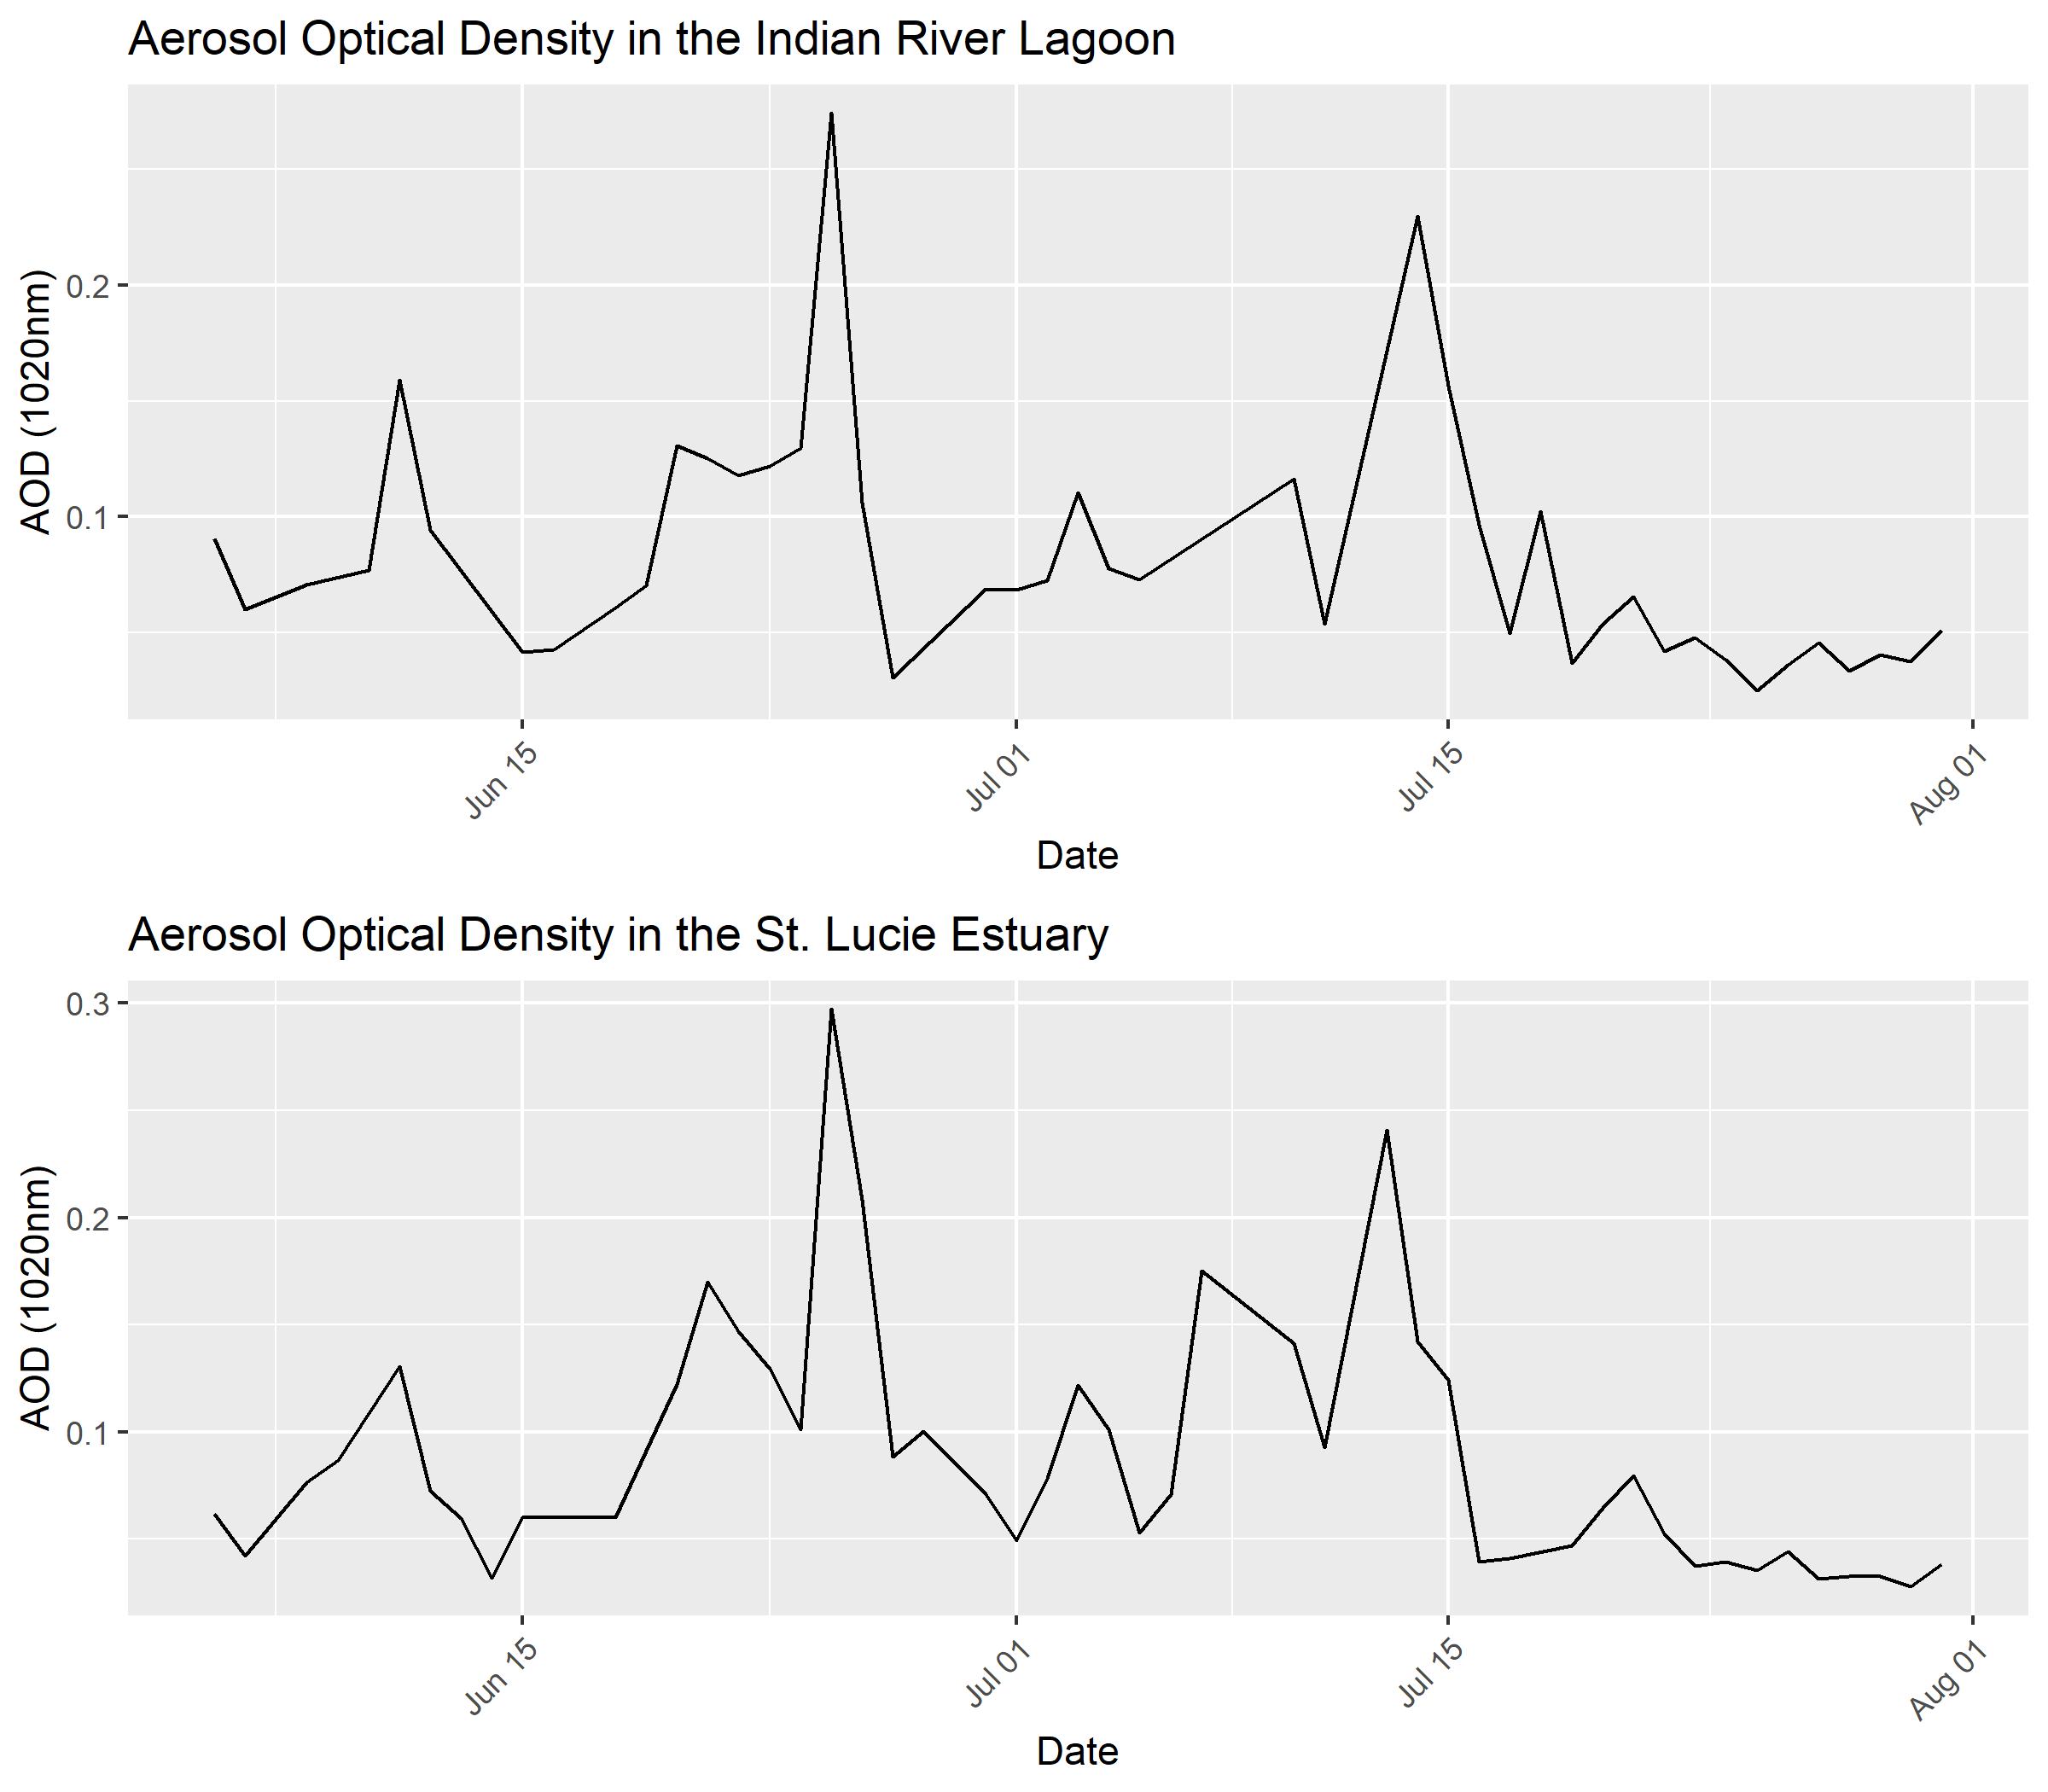 Aerosol Optical Density in the Indian River Lagoon
AOD (1020nm)
0.2
0.1
Jun 15
Jul 01
Jul 15
Aug 01
Date
Aerosol Optical Density in the St. Lucie Estuary
AOD (1020nm)
0.3
0.2
0.1
Jun 15
Jul 01
Jul 15
Aug 01
Date